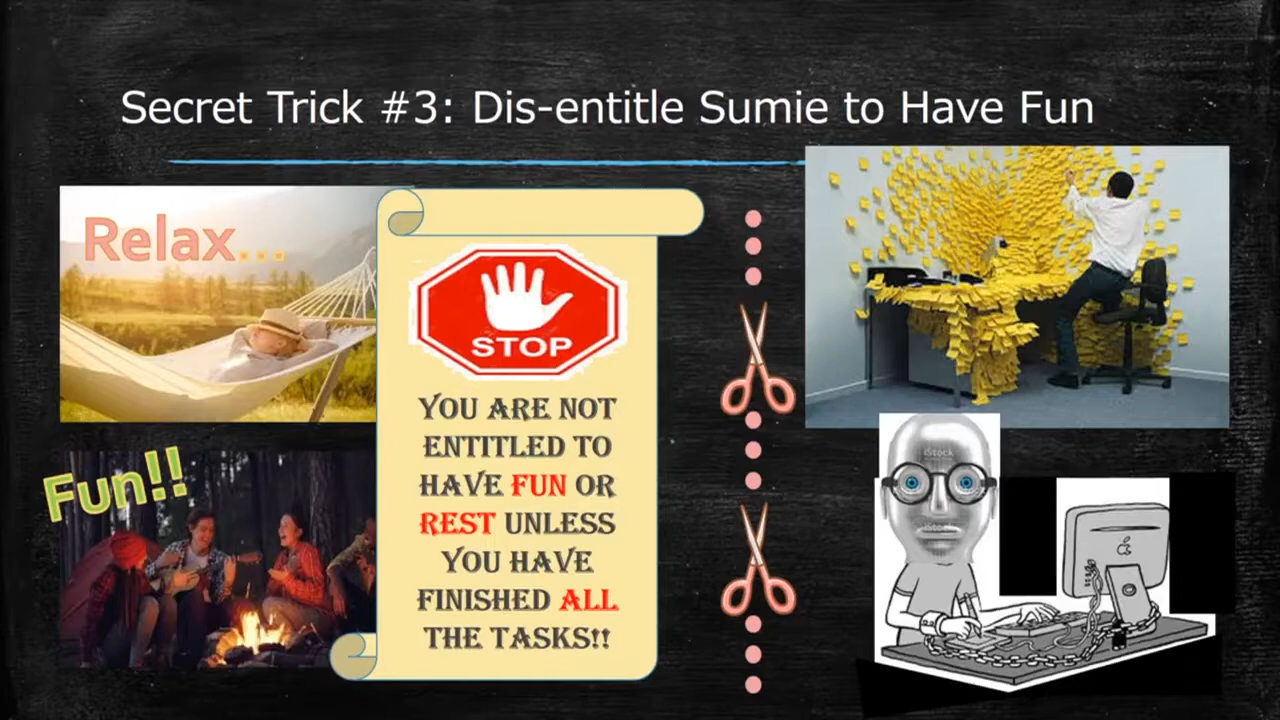 Secret Trick #3: Dis-entitle Sumie to Have Fun
Relax...
Fun!!
STOP
YOU ARE NOT
ENTITLED TO
HAVE FUN OR
REST UNLESS
YOU HAVE
FINISHED ALL
THE TASKS!!
iStock
iStock